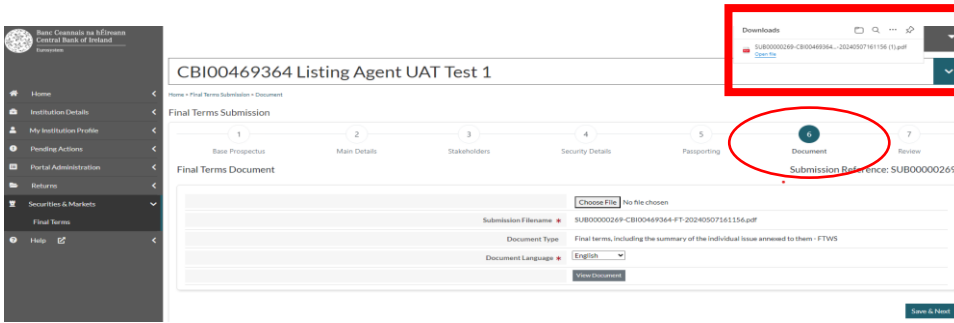 Banc Ceannais na hÉireann
Central Bank of Ireland
Eurosystem
Downloads
SUB00000269-CBI00469364...-20240507161156 (1).pdf
Open file
CBI00469364 Listing Agent UAT Test 1
Home
Institution Details
My Institution Profile
Pending Actions
Portal Administration
Returns
Securities & Markets
Final Terms
Help
Home » Final Terms Submission » Document
Final Terms Submission
1
2
3
4
5
6
7
Base Prospectus
Main Details
Stakeholders
Security Details
Passporting
Document
Review
Final Terms Document
Submission Reference: SUB00000269
Choose File No file chosen
Submission Filename * SUB00000269-CBI00469364-FT-20240507161156.pdf
Document Type Final terms, including the summary of the individual issue annexed to them - FTWS
Document Language * English
View Document
Save & Next